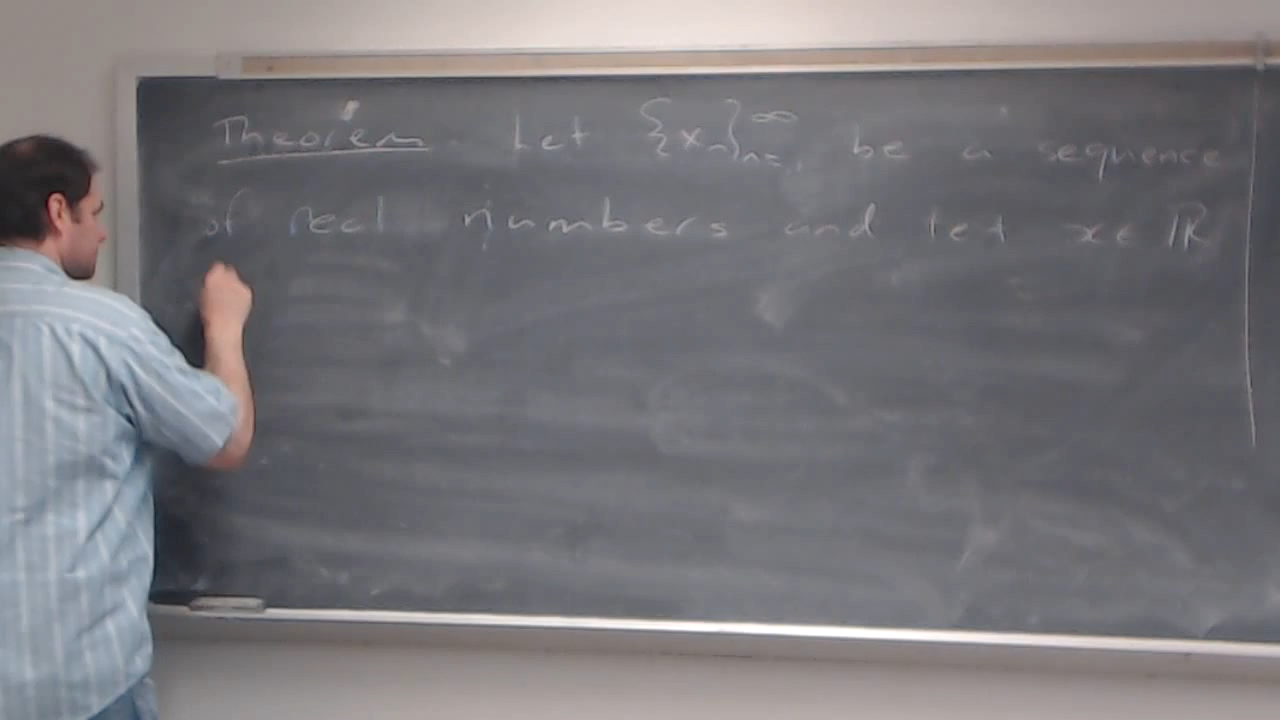 Theorem. Let {xₙ}ₙ₌₁^∞ be a sequence
of real numbers and let x ∈ ℝ